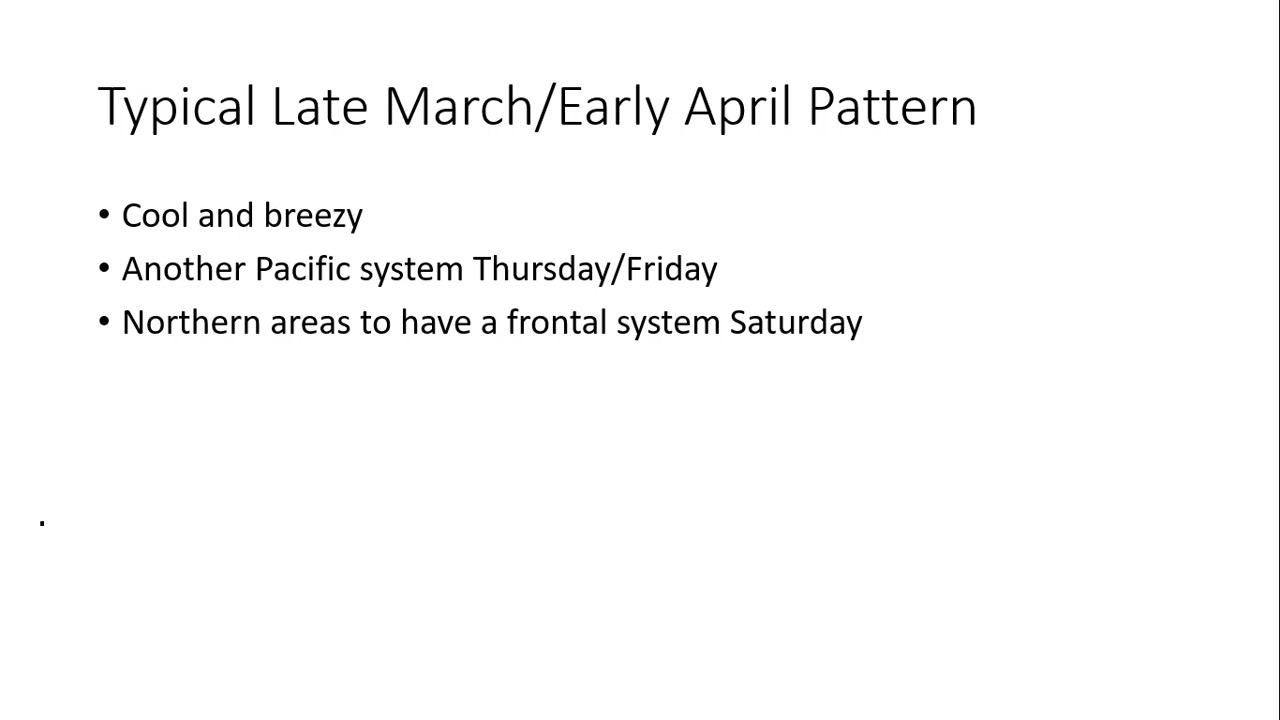 Typical Late March/Early April Pattern
• Cool and breezy
• Another Pacific system Thursday/Friday
• Northern areas to have a frontal system Saturday
.